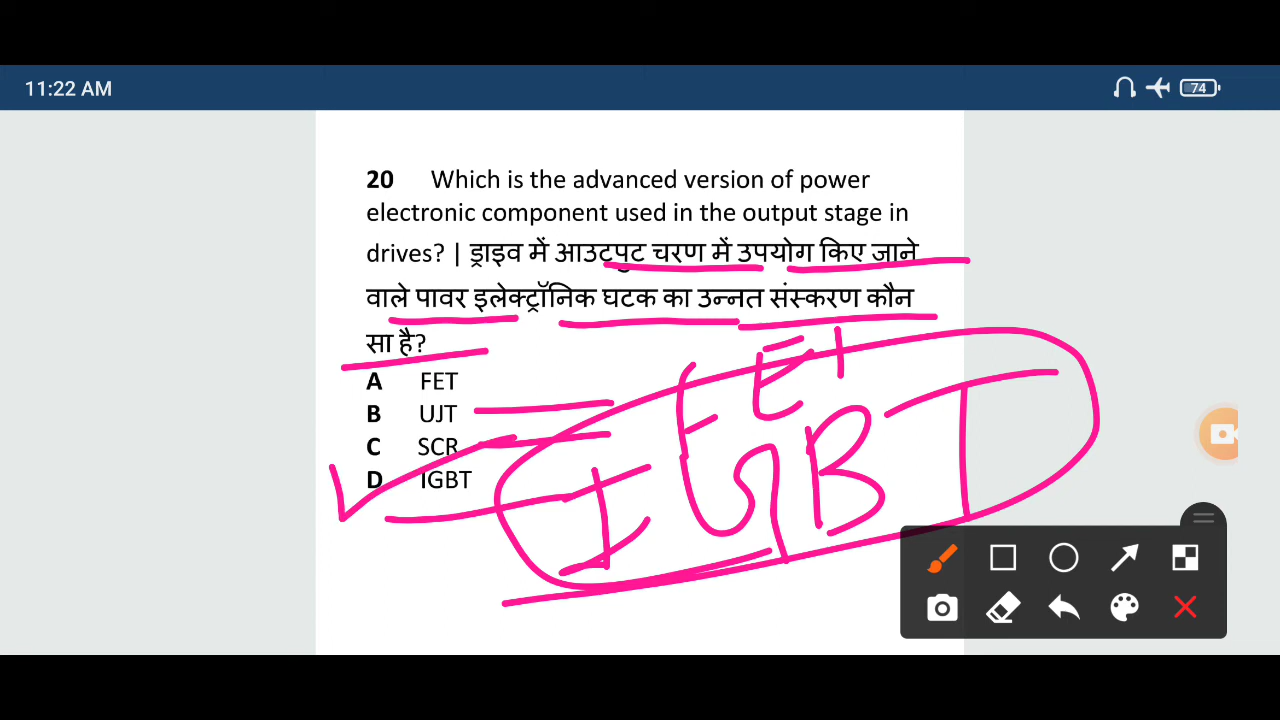 11:22 AM
74
20 Which is the advanced version of power
electronic component used in the output stage in
drives? | ड्राइव में आउटपुट चरण में उपयोग किए जाने
वाले पावर इलेक्ट्रॉनिक घटक का उन्नत संस्करण कौन
सा है?
A FET
B UJT
C SCR
D IGBT
FET
IGBT